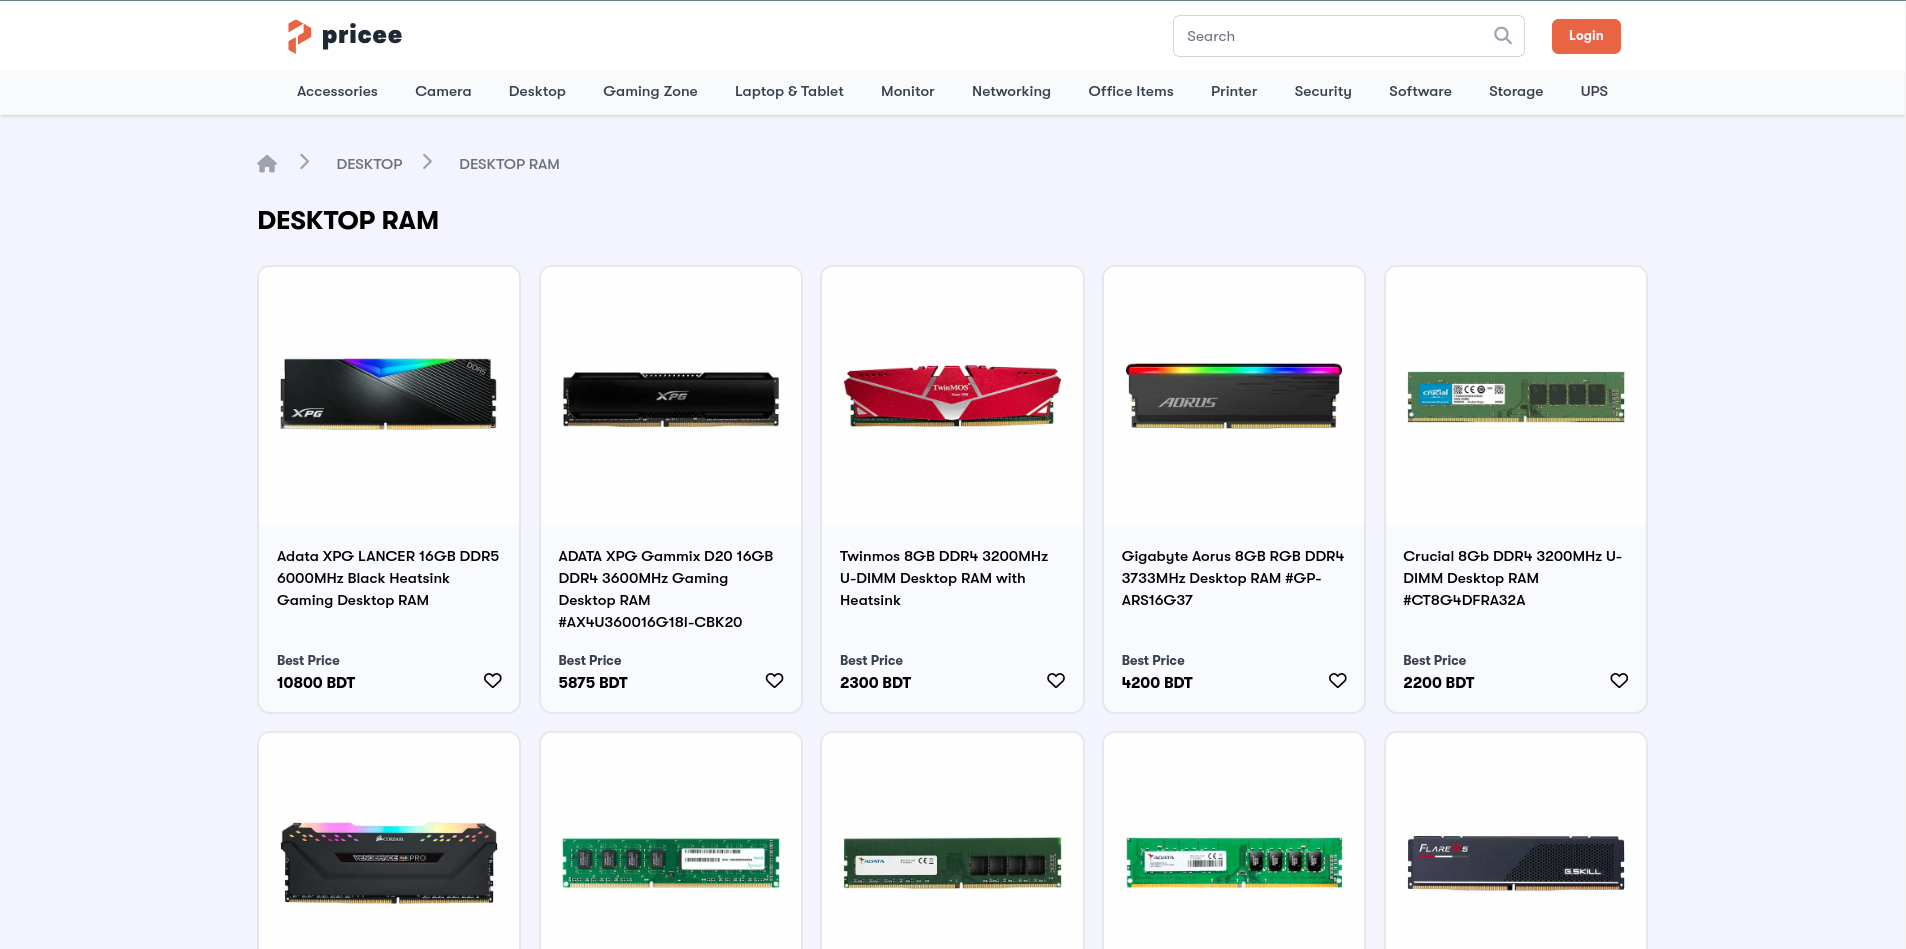 pricee
Search
Login
Accessories
Camera
Desktop
Gaming Zone
Laptop & Tablet
Monitor
Networking
Office Items
Printer
Security
Software
Storage
UPS
DESKTOP
DESKTOP RAM
DESKTOP RAM
DDR5
XPG
XPG
TwinMOS
AORUS
crucial
Adata XPG LANCER 16GB DDR5
6000MHz Black Heatsink
Gaming Desktop RAM
Best Price
10800 BDT
ADATA XPG Gammix D20 16GB
DDR4 3600MHz Gaming
Desktop RAM
#AX4U360016G18I-CBK20
Best Price
5875 BDT
Twinmos 8GB DDR4 3200MHz
U-DIMM Desktop RAM with
Heatsink
Best Price
2300 BDT
Gigabyte Aorus 8GB RGB DDR4
3733MHz Desktop RAM #GP-
ARS16G37
Best Price
4200 BDT
Crucial 8Gb DDR4 3200MHz U-
DIMM Desktop RAM
#CT8G4DFRA32A
Best Price
2200 BDT
CORSAIR
VENGEANCE RGB PRO
ADATA
ADATA
FLARE X5
G.SKILL